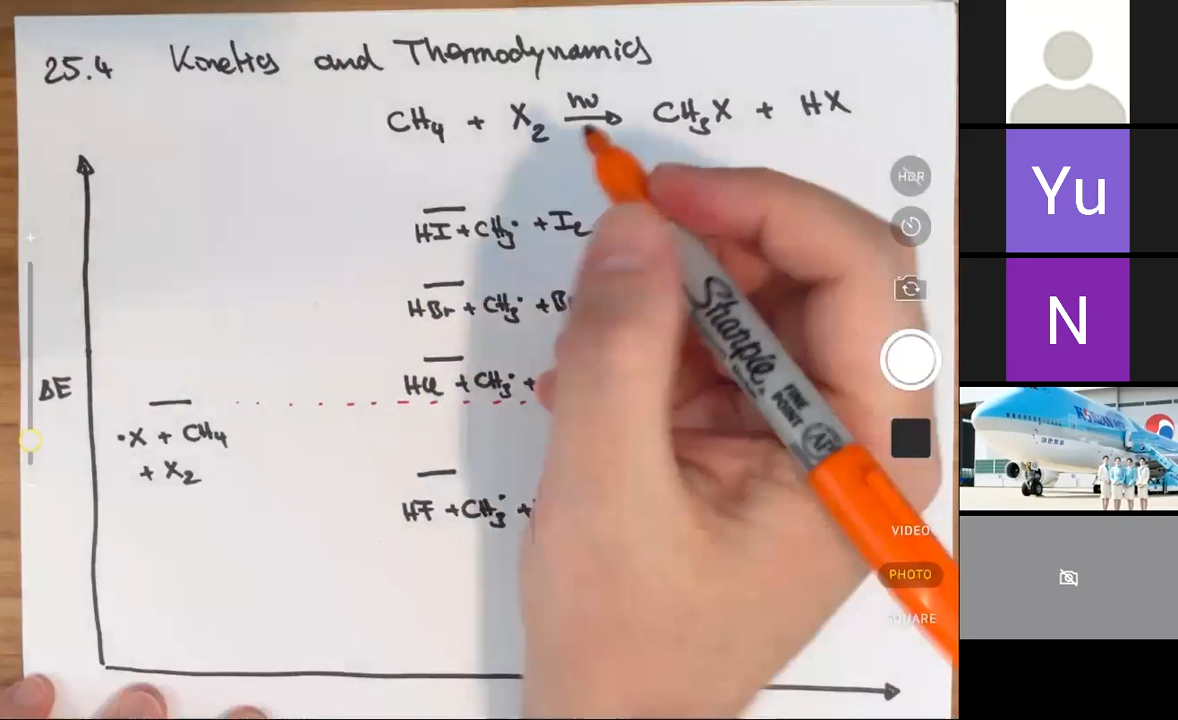 25.4 Kinetics and Thermodynamics
CH4 + X2 hν → CH3X + HX
HI + CH3• + I2
HBr + CH3• + B
HCl + CH3• +
ΔE
•X + CH4
+ X2
HF + CH3• +
Sharpie
FINE
POINT
AP
HDR
VIDEO
PHOTO
SQUARE
Yu
N